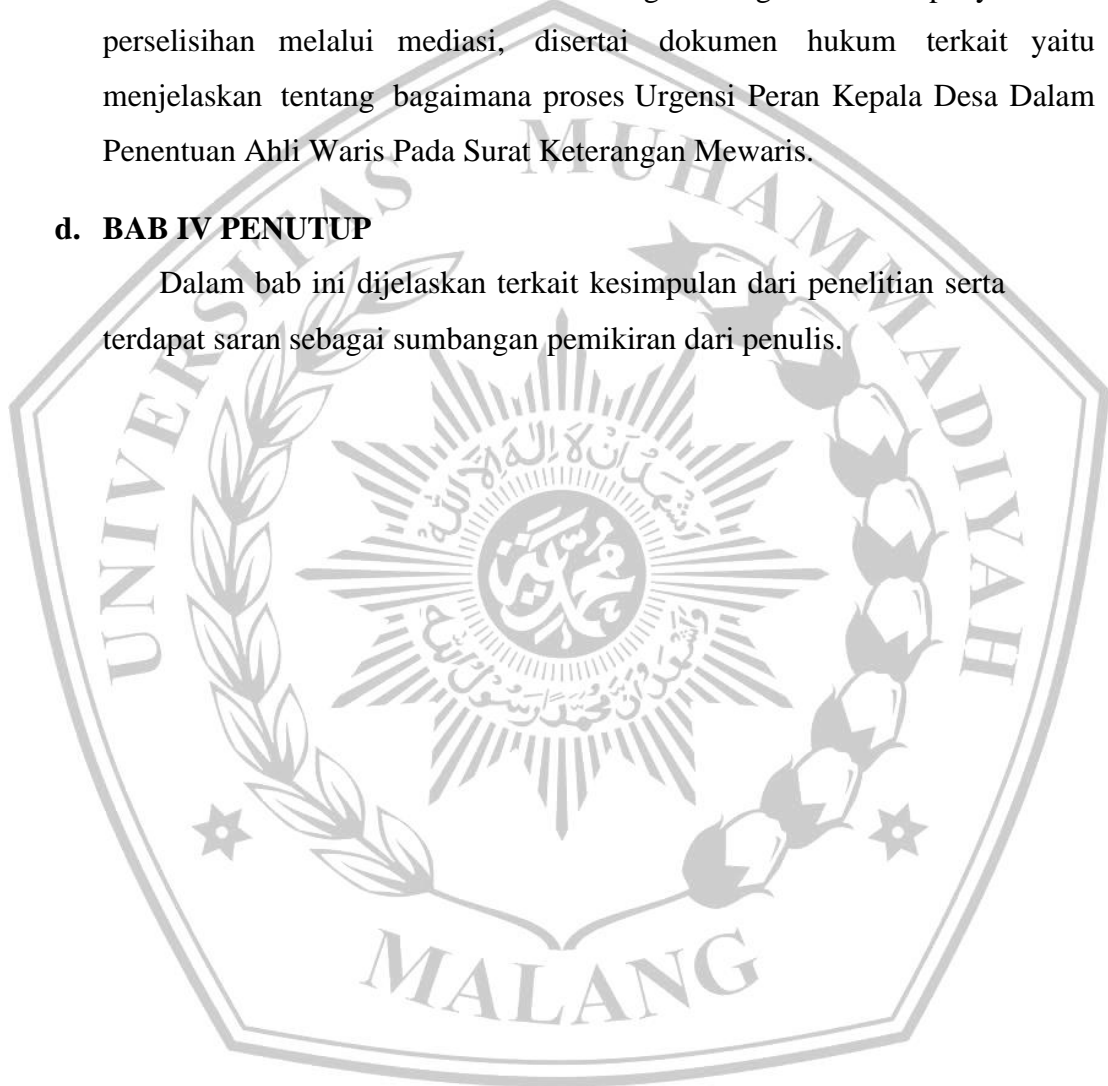 perselisihan melalui mediasi, disertai dokumen hukum terkait yaitu
menjelaskan tentang bagaimana proses Urgensi Peran Kepala Desa Dalam
Penentuan Ahli Waris Pada Surat Keterangan Mewaris.
d. BAB IV PENUTUP
Dalam bab ini dijelaskan terkait kesimpulan dari penelitian serta
terdapat saran sebagai sumbangan pemikiran dari penulis.
UNIVERSITAS MUHAMMADIYAH
MALANG